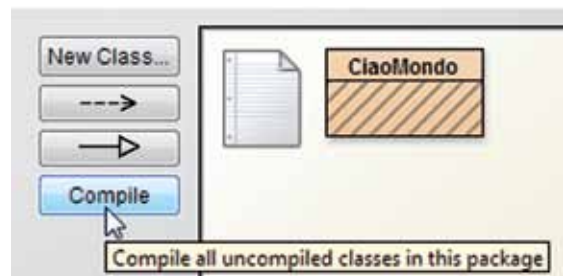 New Class...
CiaoMondo
Compile
Compile all uncompiled classes in this package